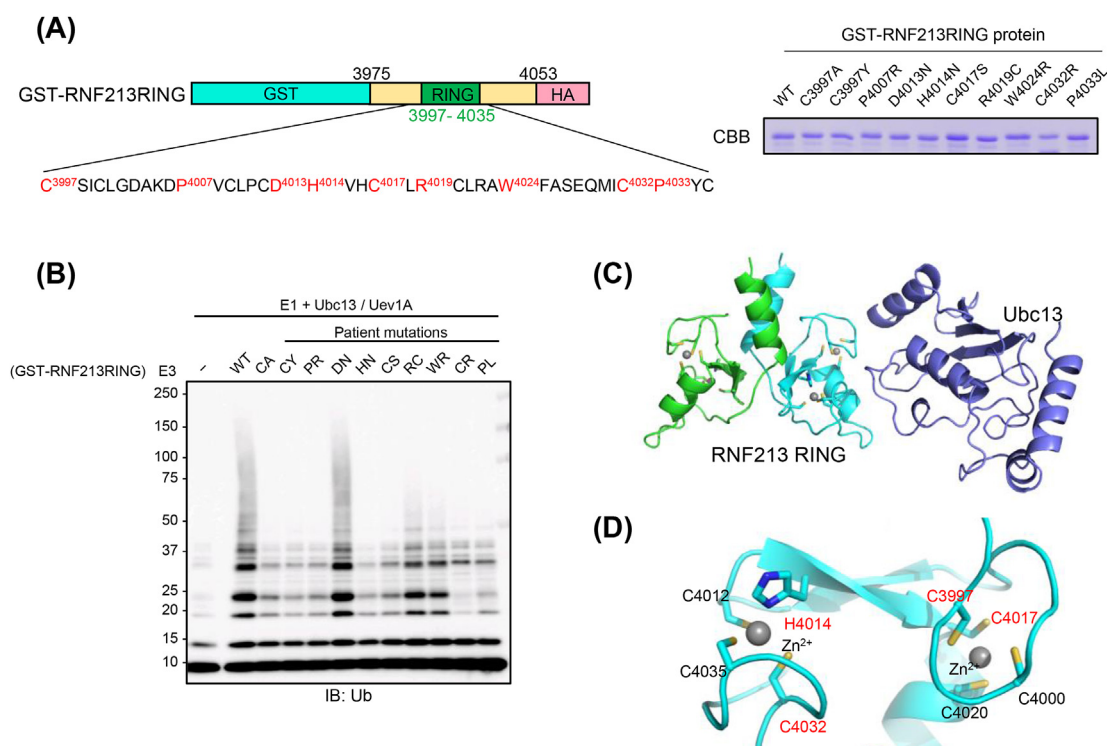 (A)
GST-RNF213RING
3975
4053
GST
RING
HA
3997- 4035
C3997SICLGDAKDP4007VCLPCD4013H4014VHC4017LR4019CLRAW4024FASEQMIC4032P4033YC
GST-RNF213RING protein
WT
C3997A
C3997Y
P4007R
D4013N
H4014N
C4017S
R4019C
W4024R
C4032R
P4033L
CBB
(B)
E1 + Ubc13 / Uev1A
Patient mutations
(GST-RNF213RING) E3 – WT CA CY PR DN HN CS RC WR CR PL
250
150
100
75
50
37
25
20
15
10
IB: Ub
(C)
Ubc13
RNF213 RING
(D)
C4012
H4014
Zn2+
C4035
C4032
C3997
C4017
Zn2+
C4020
C4000